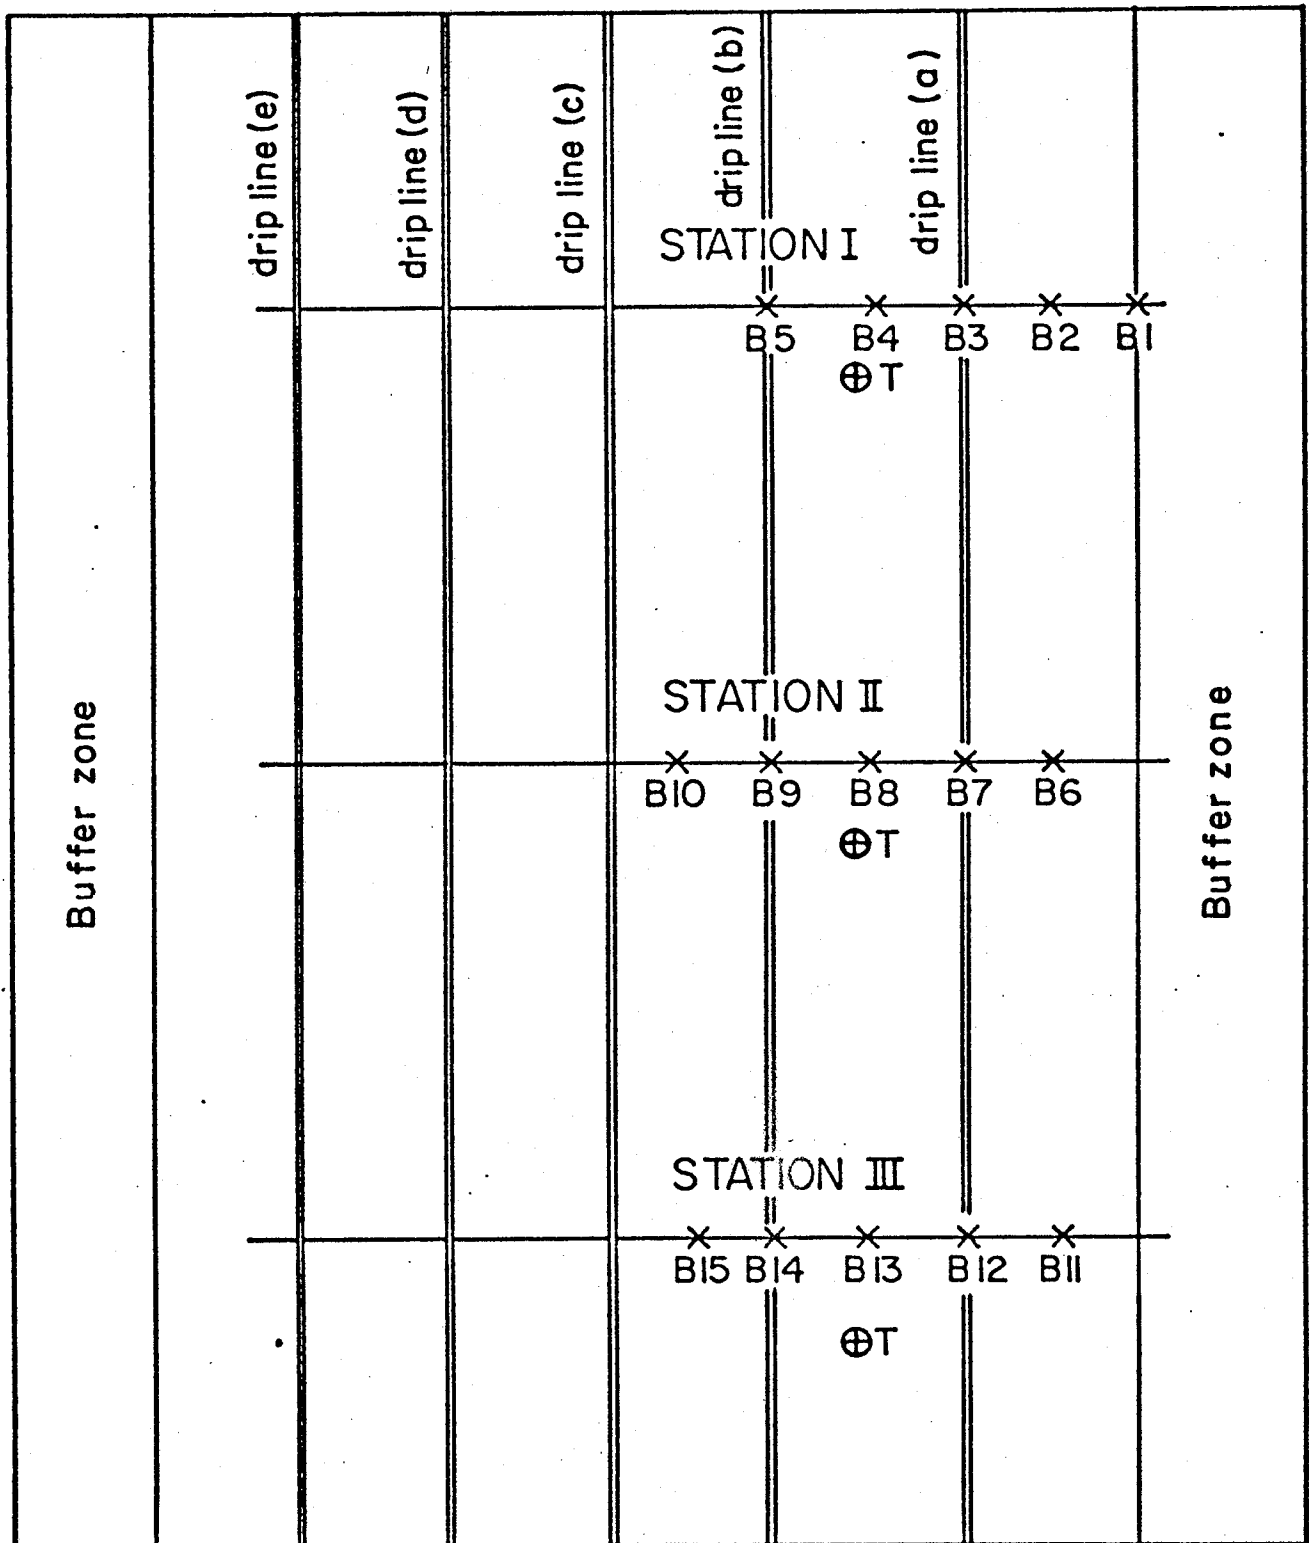 drip line (e)
drip line (d)
drip line (c)
drip line (b)
drip line (a)
STATION I
B5 B4 B3 B2 B1
⊕T
STATION II
B10 B9 B8 B7 B6
⊕T
Buffer zone
Buffer zone
STATION III
B15 B14 B13 B12 B11
⊕T